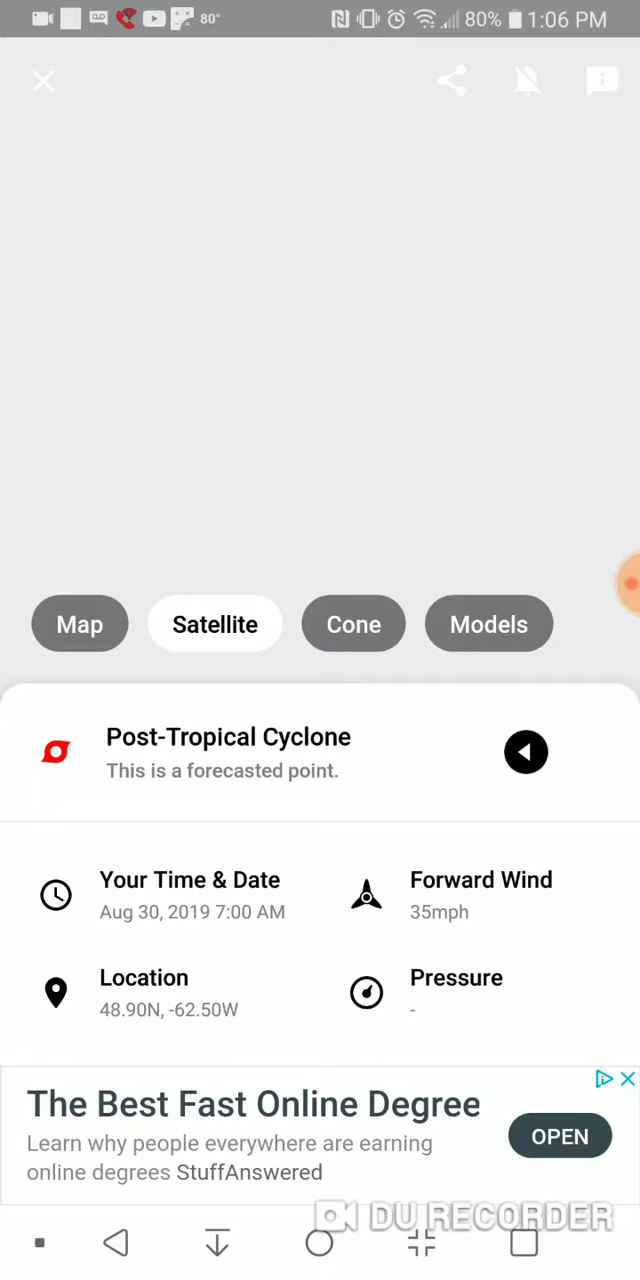 80° 80% 1:06 PM
Map Satellite Cone Models
Post-Tropical Cyclone
This is a forecasted point.
Your Time & Date
Aug 30, 2019 7:00 AM
Forward Wind
35mph
Location
48.90N, -62.50W
Pressure
-
The Best Fast Online Degree
Learn why people everywhere are earning
online degrees StuffAnswered
OPEN
DU RECORDER